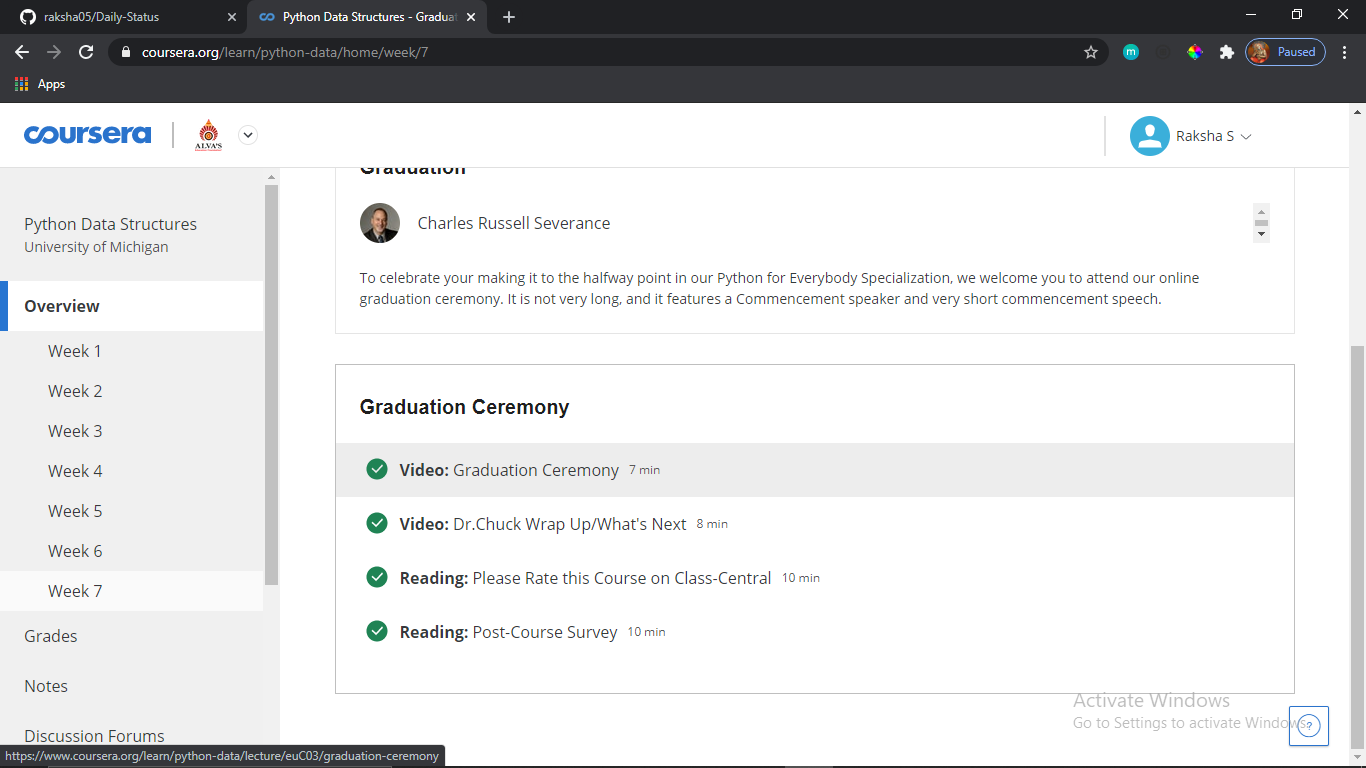 raksha05/Daily-Status
Python Data Structures - Graduat
coursera.org/learn/python-data/home/week/7
m
Paused
Apps
coursera
ALVA'S
Raksha S
Python Data Structures
University of Michigan
Overview
Week 1
Week 2
Week 3
Week 4
Week 5
Week 6
Week 7
Grades
Notes
Discussion Forums
Graduation
Charles Russell Severance
To celebrate your making it to the halfway point in our Python for Everybody Specialization, we welcome you to attend our online
graduation ceremony. It is not very long, and it features a Commencement speaker and very short commencement speech.
Graduation Ceremony
Video: Graduation Ceremony 7 min
Video: Dr.Chuck Wrap Up/What's Next 8 min
Reading: Please Rate this Course on Class-Central 10 min
Reading: Post-Course Survey 10 min
Activate Windows
Go to Settings to activate Windows.
?
https://www.coursera.org/learn/python-data/lecture/euC03/graduation-ceremony